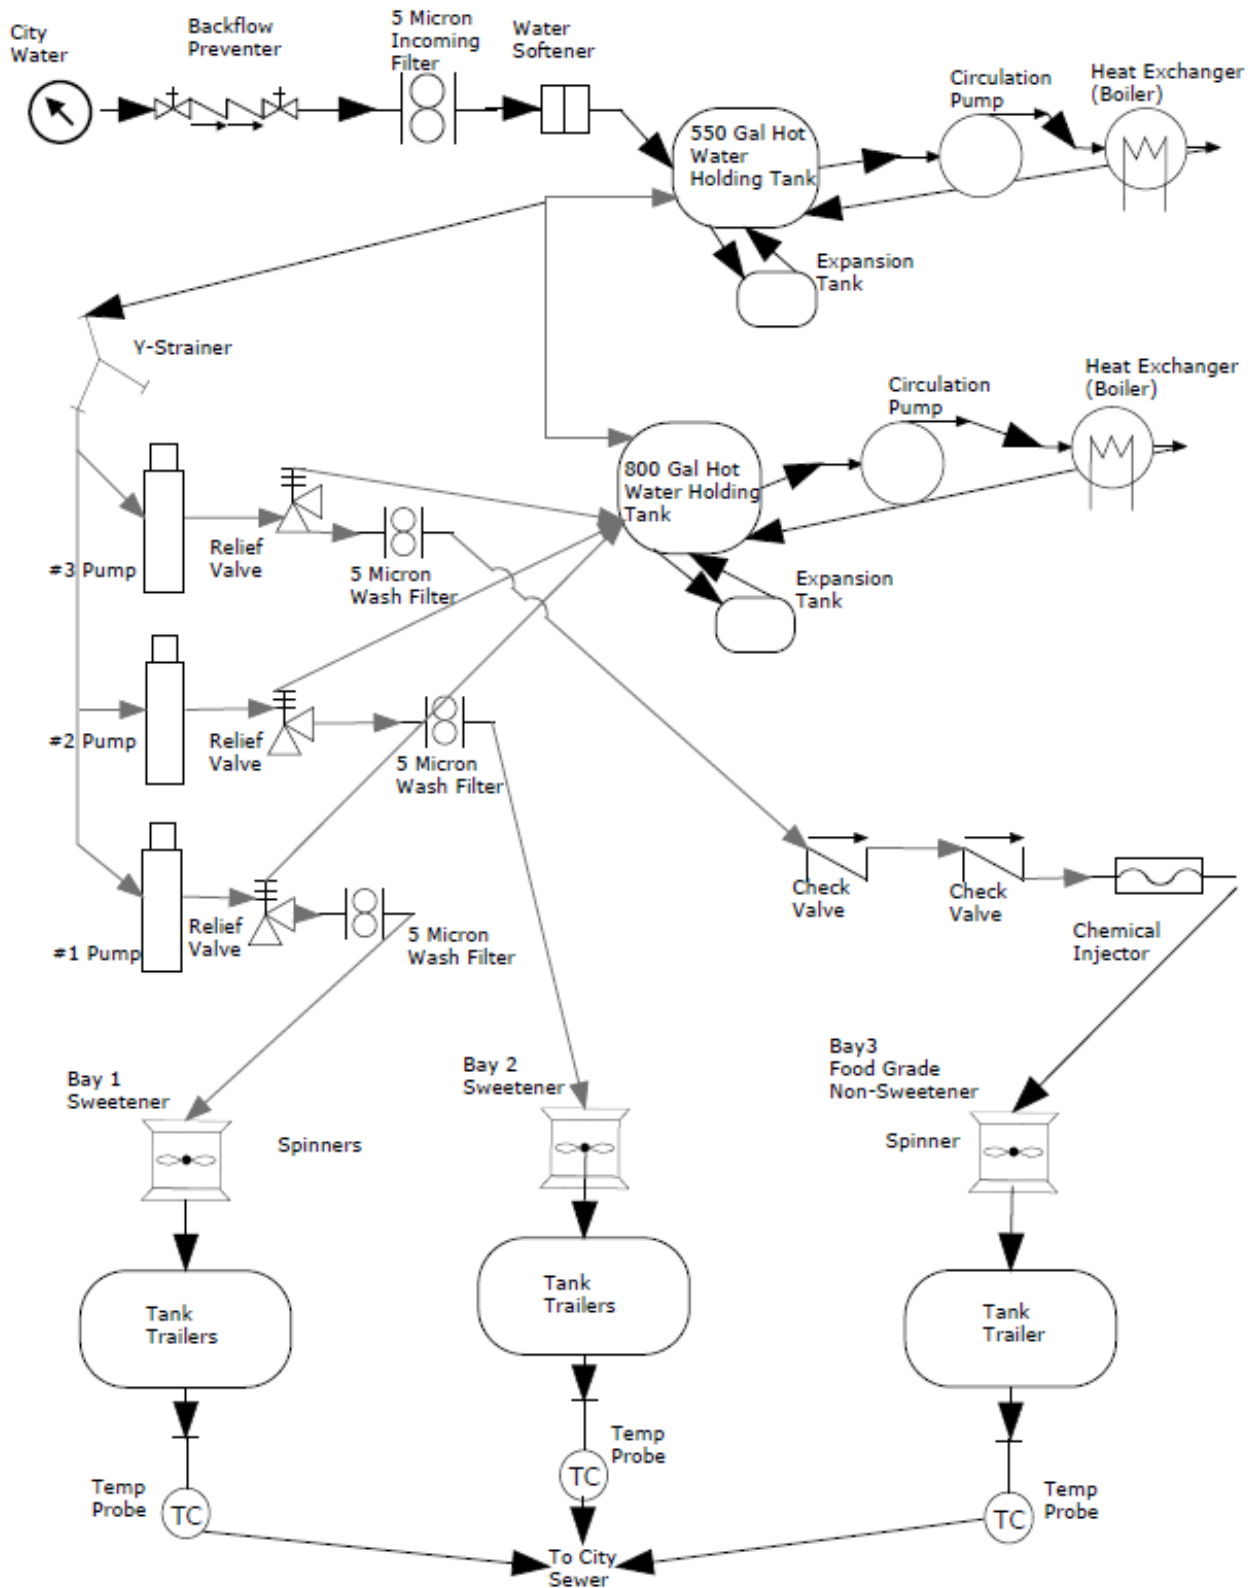 City
Water
Backflow
Preventer
5 Micron
Incoming
Filter
Water
Softener
Circulation
Pump
Heat Exchanger
(Boiler)
550 Gal Hot
Water
Holding Tank
Expansion
Tank
Y-Strainer
Circulation
Pump
Heat Exchanger
(Boiler)
800 Gal Hot
Water Holding
Tank
Expansion
Tank
#3 Pump
Relief
Valve
5 Micron
Wash Filter
#2 Pump
Relief
Valve
5 Micron
Wash Filter
#1 Pump
Relief
Valve
5 Micron
Wash Filter
Check
Valve
Check
Valve
Chemical
Injector
Bay 1
Sweetener
Spinners
Bay 2
Sweetener
Bay3
Food Grade
Non-Sweetener
Spinner
Tank
Trailers
Tank
Trailers
Tank
Trailer
Temp
Probe
TC
Temp
Probe
TC
Temp
Probe
TC
To City
Sewer